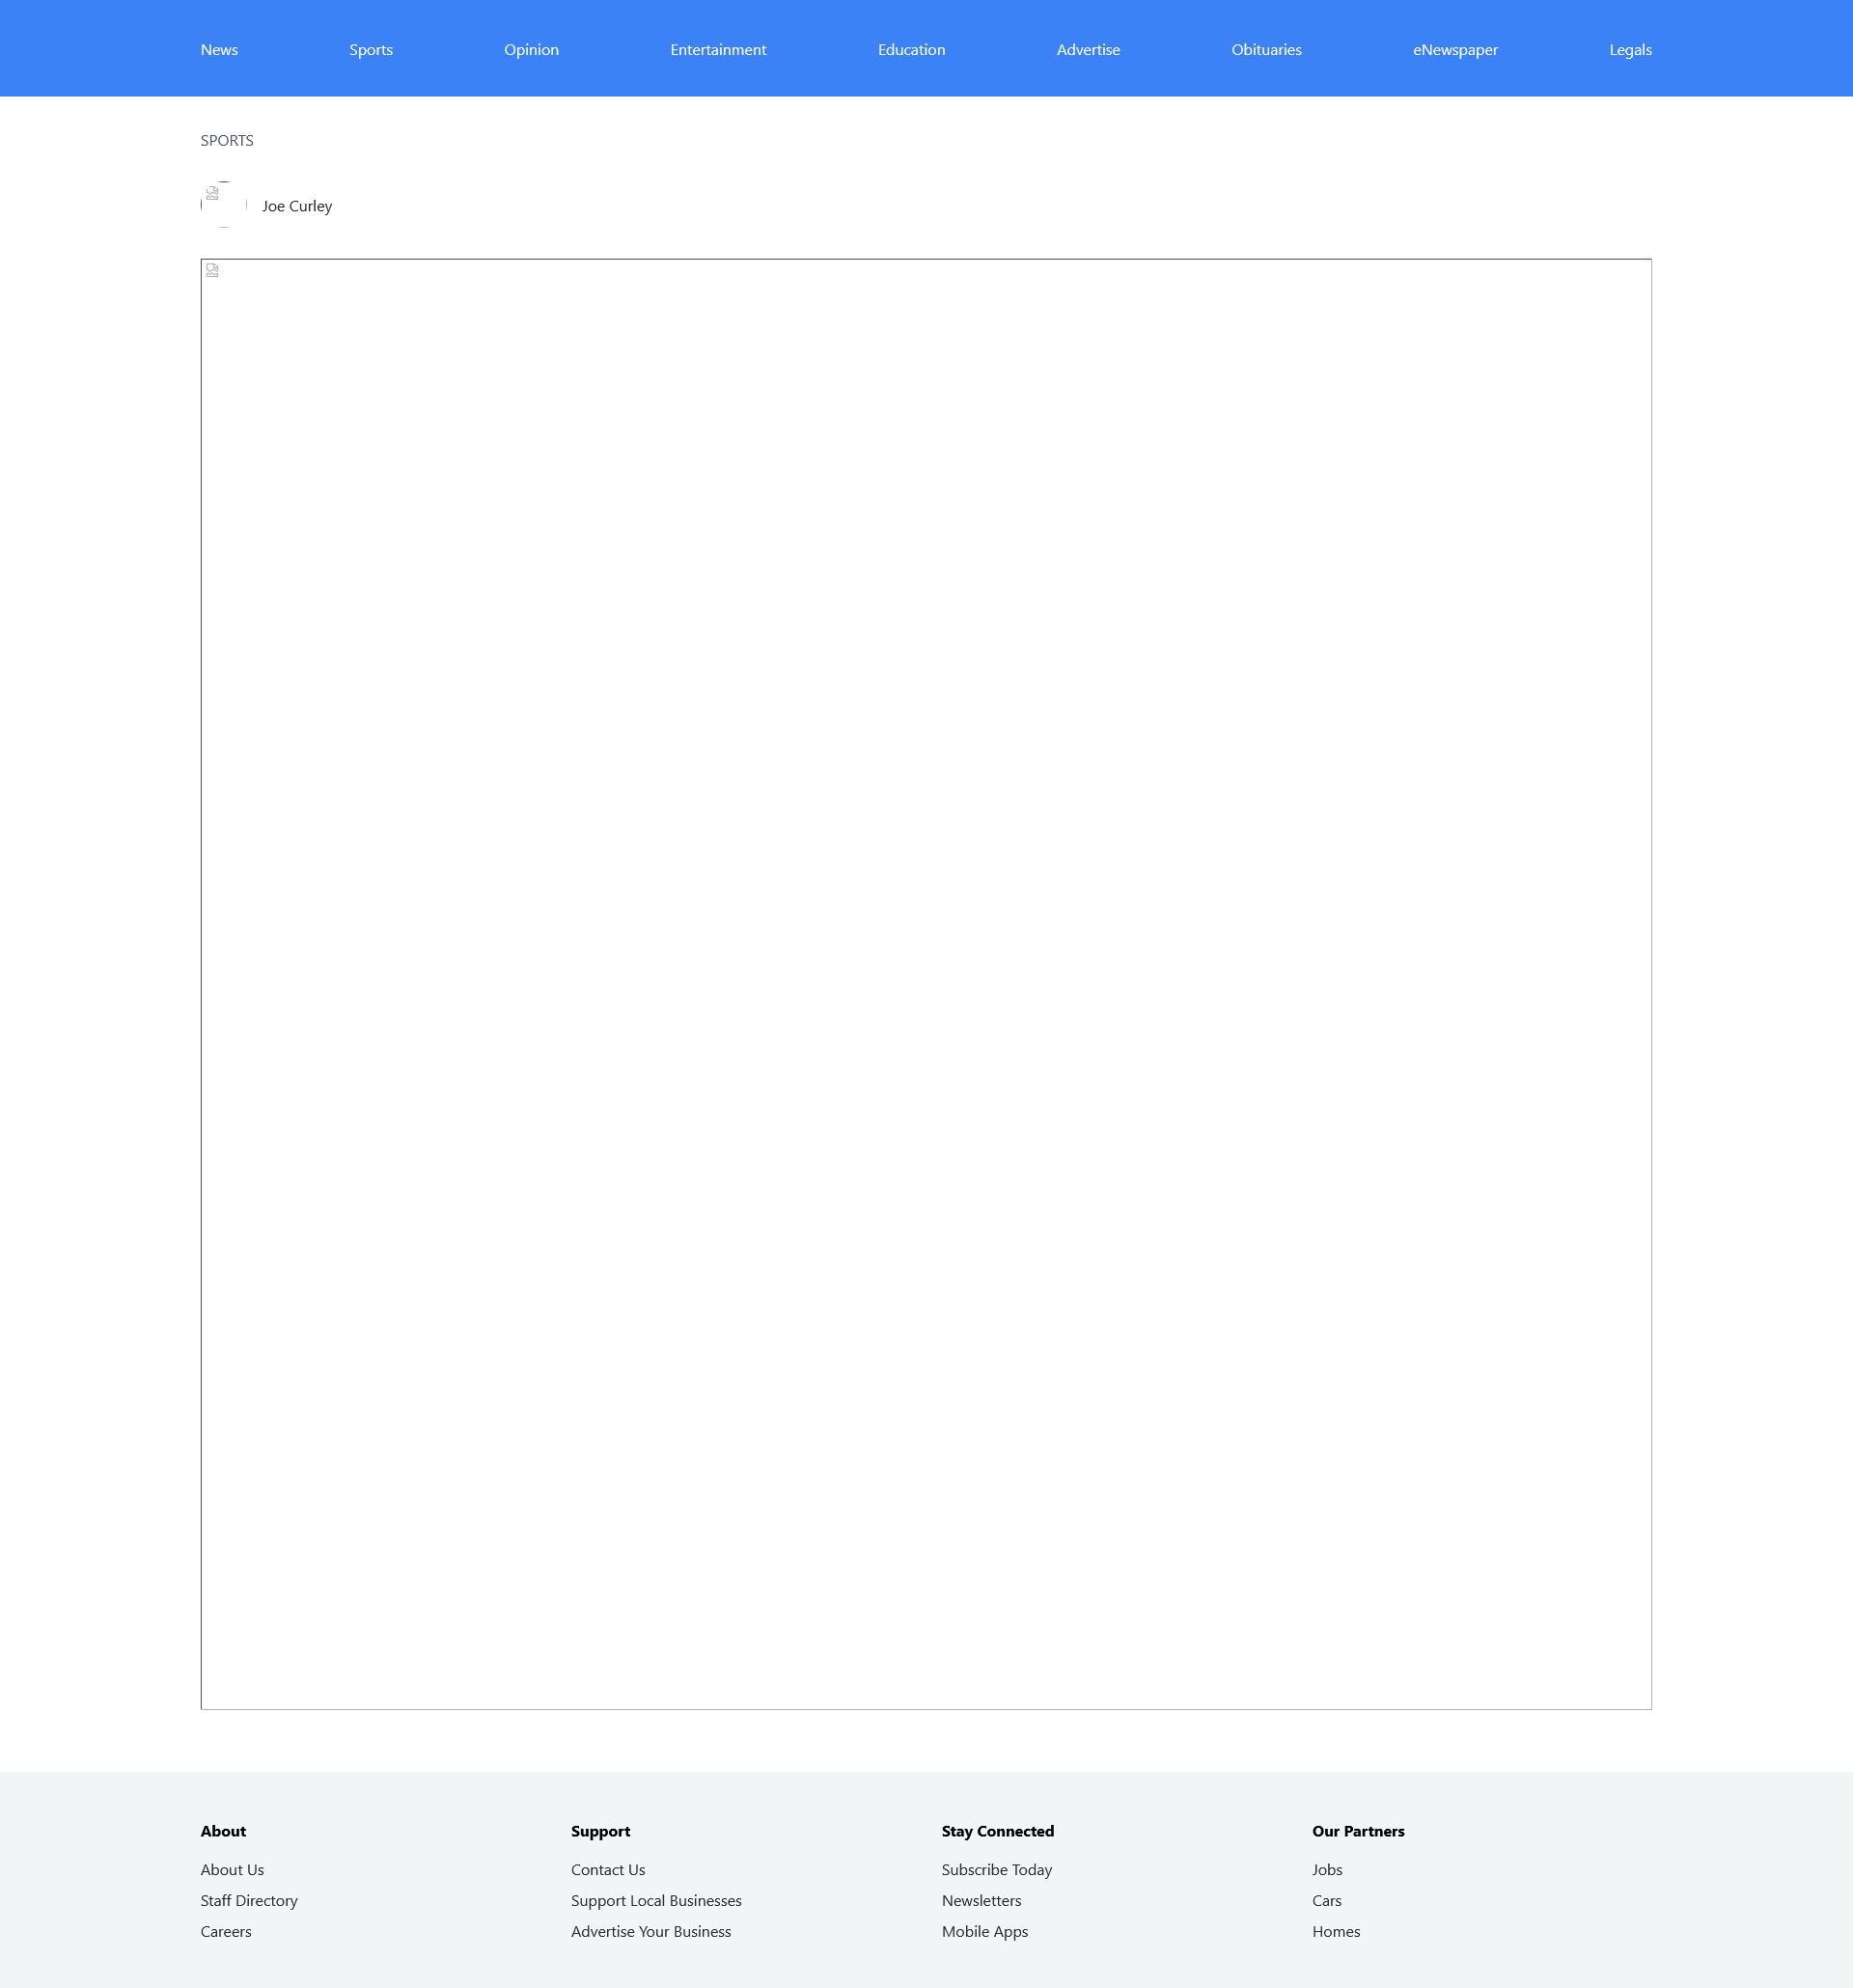 News Sports Opinion Entertainment Education Advertise Obituaries eNewspaper Legals
SPORTS
Joe Curley
About Support Stay Connected Our Partners
About Us Contact Us Subscribe Today Jobs
Staff Directory Support Local Businesses Newsletters Cars
Careers Advertise Your Business Mobile Apps Homes